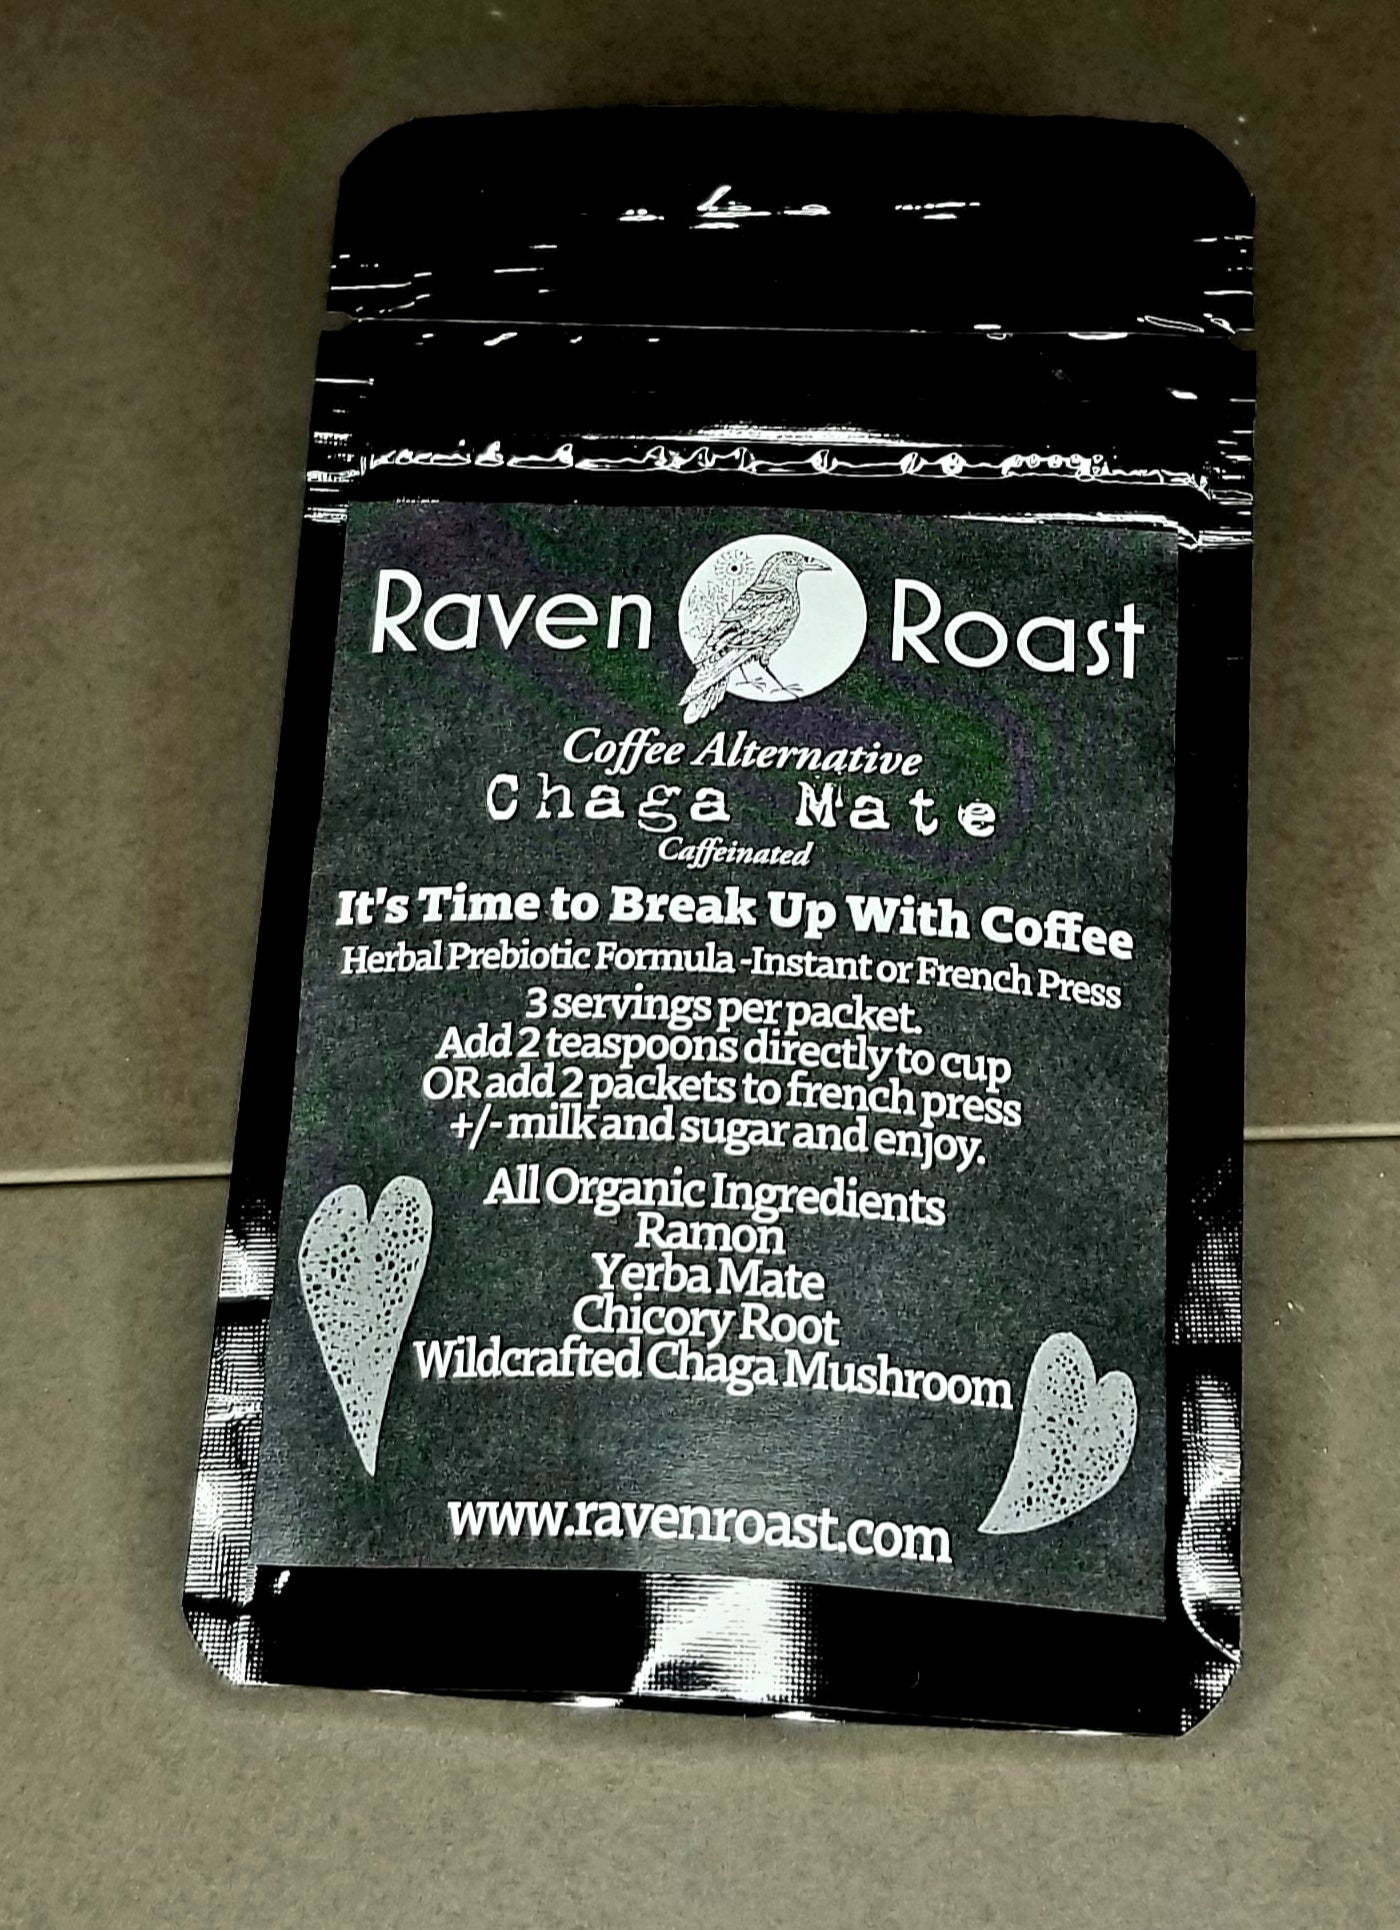 Raven Roast
Coffee Alternative
Chaga Mate
Caffeinated
It's Time to Break Up With Coffee
Herbal Prebiotic Formula -Instant or French Press
3 servings per packet.
Add 2 teaspoons directly to cup
OR add 2 packets to french press
+/- milk and sugar and enjoy.
All Organic Ingredients
Ramon
Yerba Mate
Chicory Root
Wildcrafted Chaga Mushroom
www.ravenroast.com